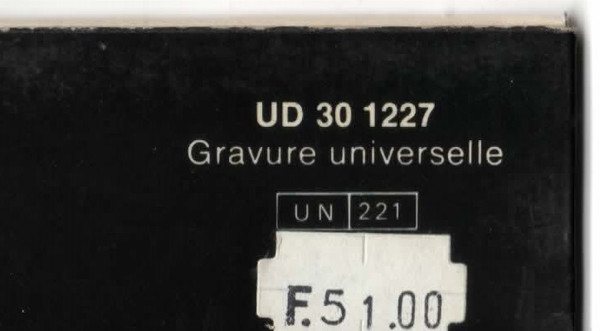 UD 30 1227
Gravure universelle
UN 221
F.51.00